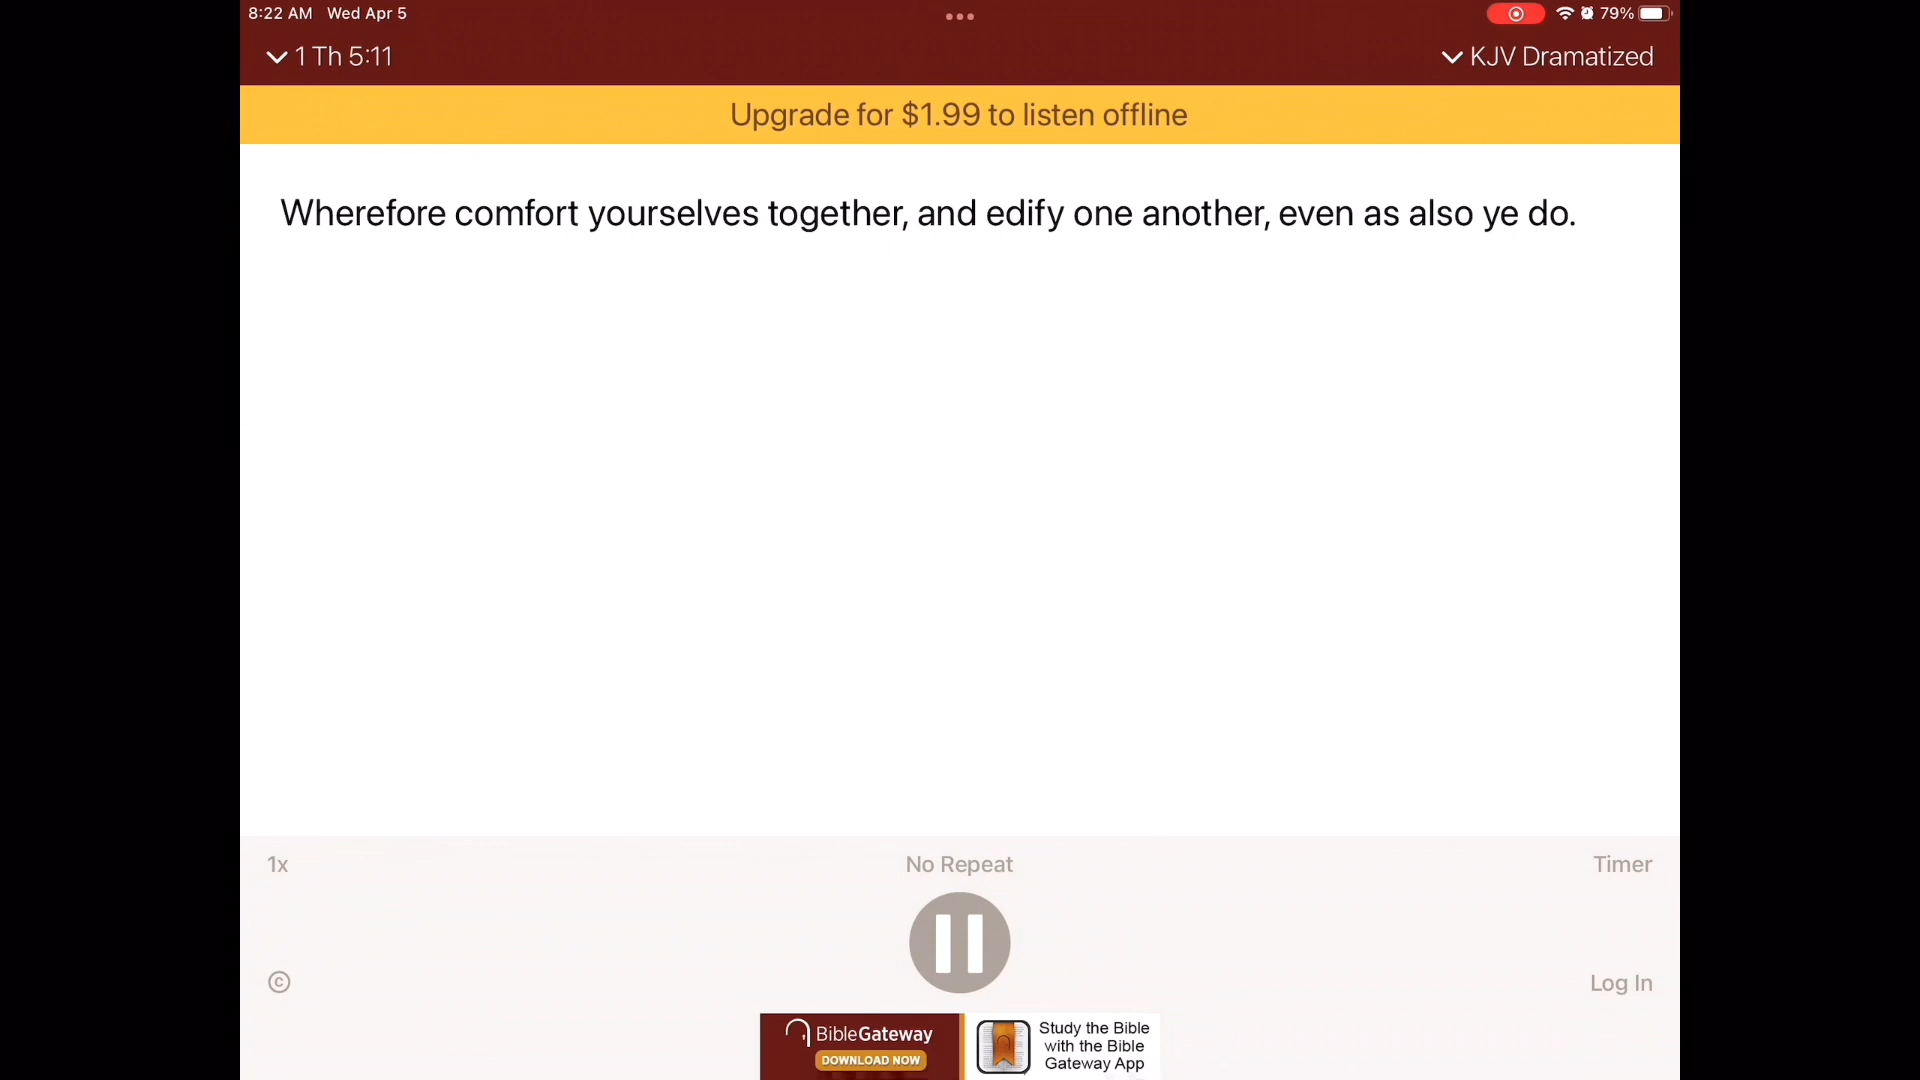 8:22 AM Wed Apr 5
79%
1 Th 5:11
KJV Dramatized
Upgrade for $1.99 to listen offline
Wherefore comfort yourselves together, and edify one another, even as also ye do.
1x
No Repeat
Timer
©
Log In
BibleGateway
DOWNLOAD NOW
Study the Bible
with the Bible
Gateway App